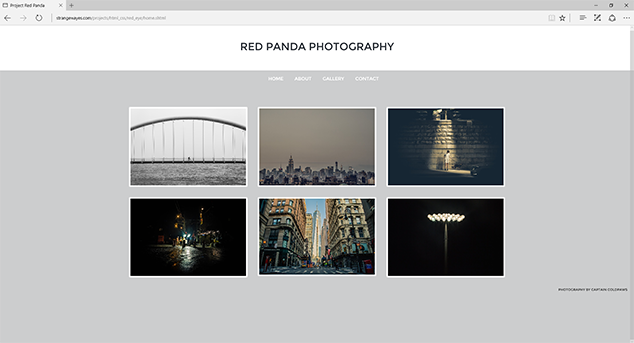 Project Red Panda
strangewayes.com/projects/html_css/red_eye/home.html
RED PANDA PHOTOGRAPHY
HOME ABOUT GALLERY CONTACT
PHOTOGRAPHY BY CAPTAIN COLORAWS